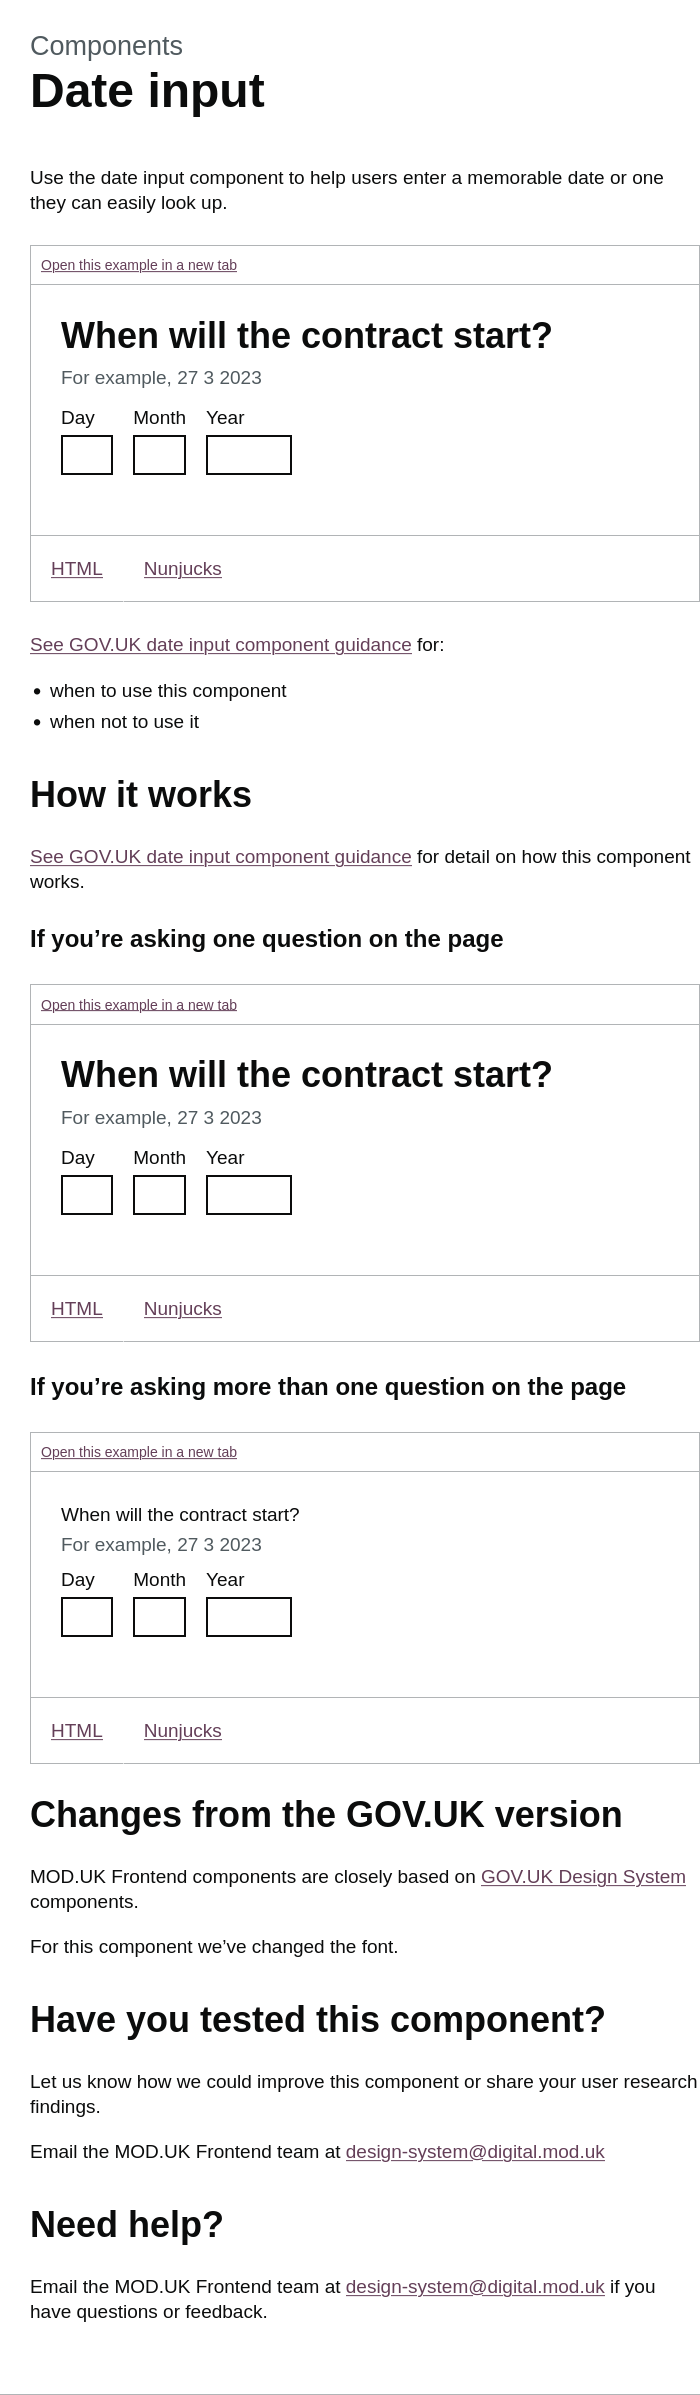 Components
Date input
Use the date input component to help users enter a memorable date or one
they can easily look up.
Open this example in a new tab
When will the contract start?
For example, 27 3 2023
Day Month Year
HTML Nunjucks
See GOV.UK date input component guidance for:
• when to use this component
• when not to use it
How it works
See GOV.UK date input component guidance for detail on how this component
works.
If you’re asking one question on the page
Open this example in a new tab
When will the contract start?
For example, 27 3 2023
Day Month Year
HTML Nunjucks
If you’re asking more than one question on the page
Open this example in a new tab
When will the contract start?
For example, 27 3 2023
Day Month Year
HTML Nunjucks
Changes from the GOV.UK version
MOD.UK Frontend components are closely based on GOV.UK Design System
components.
For this component we’ve changed the font.
Have you tested this component?
Let us know how we could improve this component or share your user research
findings.
Email the MOD.UK Frontend team at design-system@digital.mod.uk
Need help?
Email the MOD.UK Frontend team at design-system@digital.mod.uk if you
have questions or feedback.